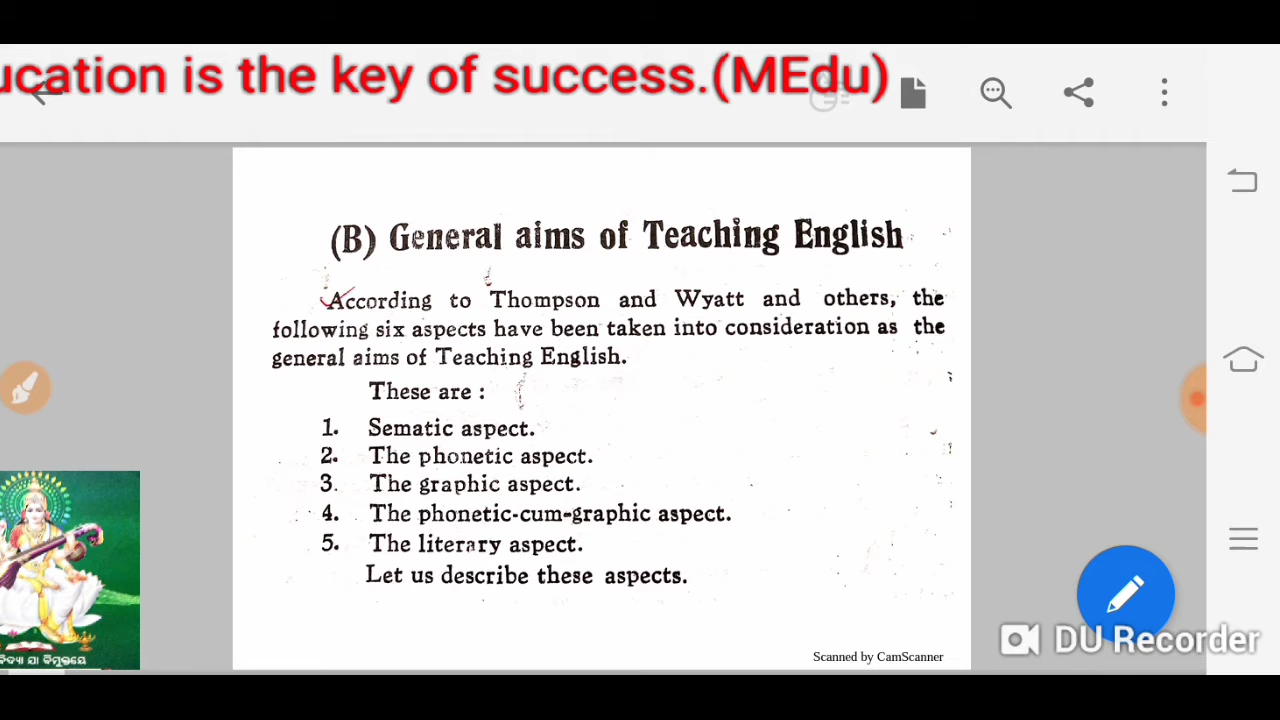 ucation is the key of success.(MEdu)
(B) General aims of Teaching English
According to Thompson and Wyatt and others, the
following six aspects have been taken into consideration as the
general aims of Teaching English.
These are :
1. Sematic aspect.
2. The phonetic aspect.
3. The graphic aspect.
4. The phonetic-cum-graphic aspect.
5. The literary aspect.
Let us describe these aspects.
ବିଦ୍ୟା ଯା ବିମୁକ୍ତୟେ
DU Recorder
Scanned by CamScanner